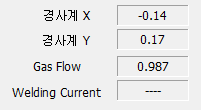 경사계 X -0.14
경사계 Y 0.17
Gas Flow 0.987
Welding Current ----